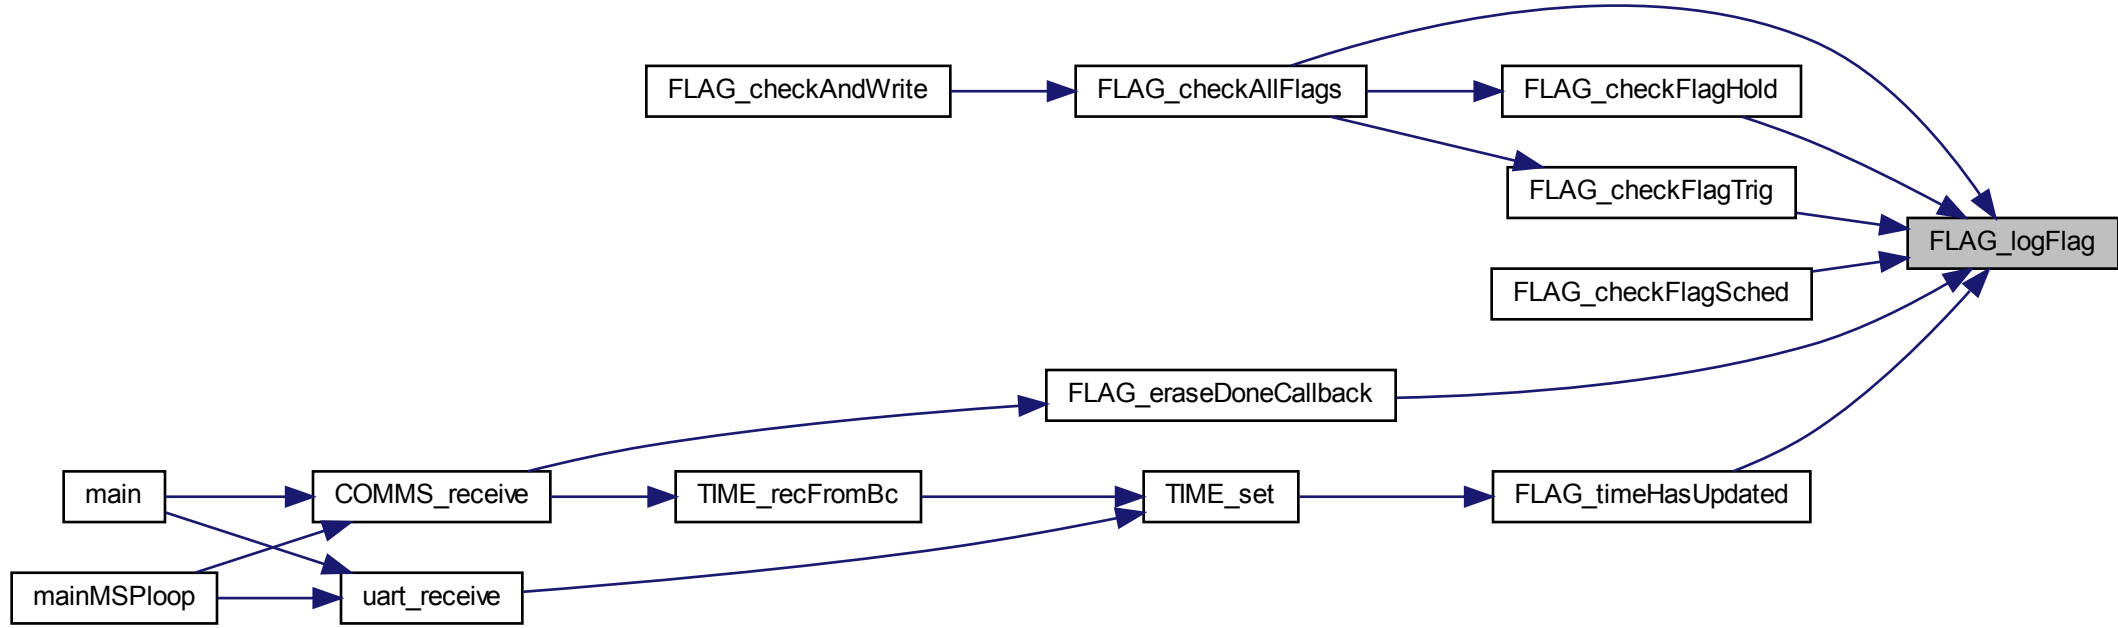 FLAG_checkAndWrite
FLAG_checkAllFlags
FLAG_checkFlagHold
FLAG_checkFlagTrig
FLAG_logFlag
FLAG_checkFlagSched
FLAG_eraseDoneCallback
main
COMMS_receive
TIME_recFromBc
TIME_set
FLAG_timeHasUpdated
mainMSPloop
uart_receive